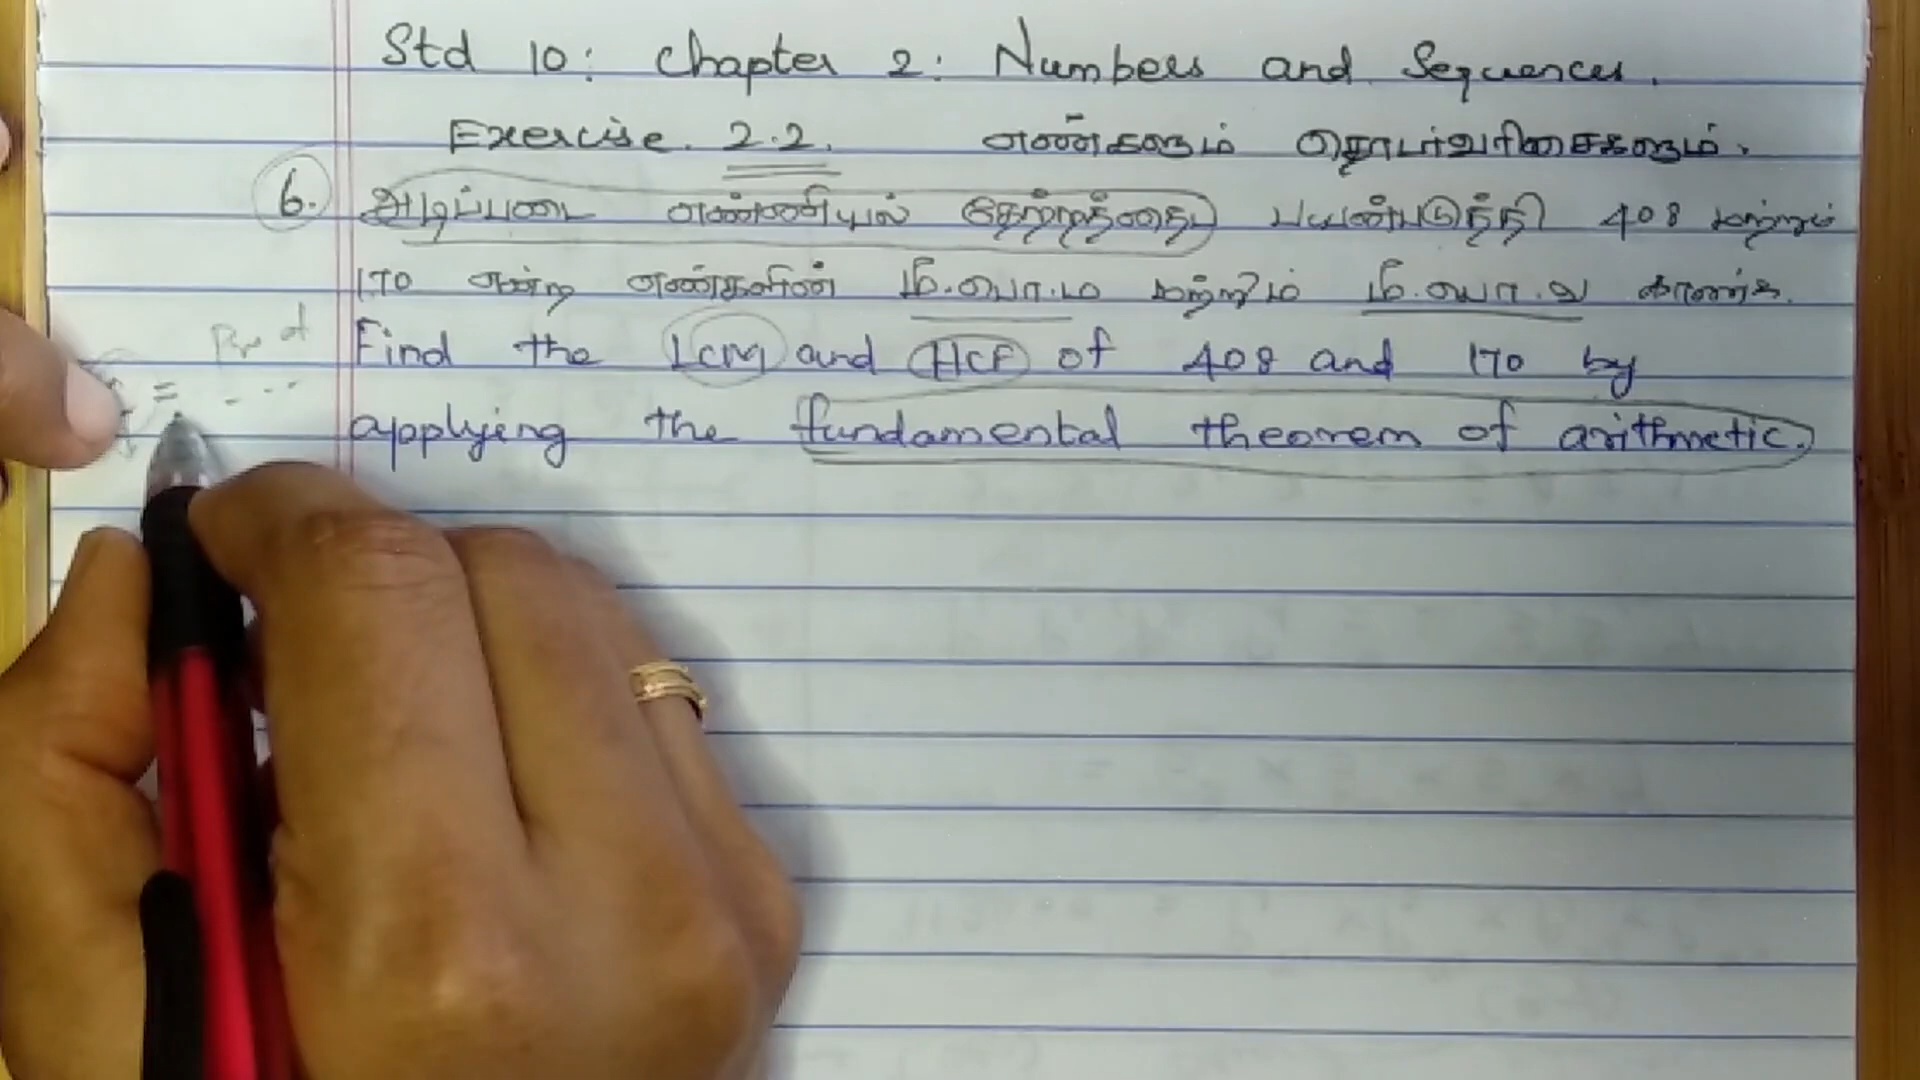 Std 10: Chapter 2: Numbers and Sequences.
Exercise. 2.2. எண்களும் தொடர்வரிசைகளும்.
6. அடிப்படை எண்ணியல் தேற்றத்தைப் பயன்படுத்தி 408 மற்றும்
170 என்ற எண்களின் மீ.பொ.ம மற்றும் மீ.பொ.வ காண்க.
Find the LCM and HCF of 408 and 170 by
applying the fundamental theorem of arithmetic.